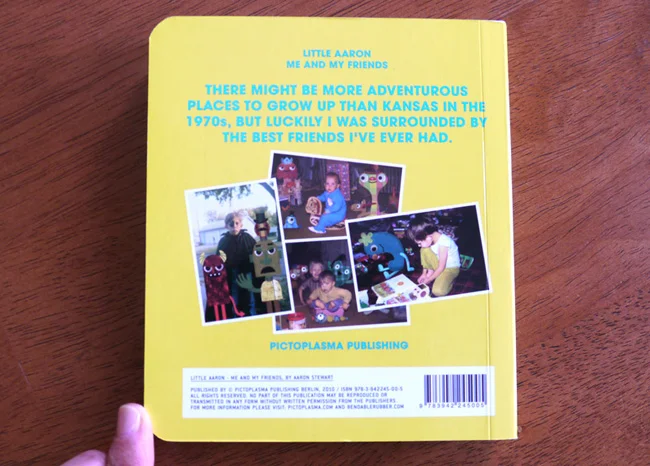 LITTLE AARON
ME AND MY FRIENDS
THERE MIGHT BE MORE ADVENTUROUS
PLACES TO GROW UP THAN KANSAS IN THE
1970s, BUT LUCKILY I WAS SURROUNDED BY
THE BEST FRIENDS I'VE EVER HAD.
PICTOPLASMA PUBLISHING
LITTLE AARON - ME AND MY FRIENDS, BY AARON STEWART
PUBLISHED BY © PICTOPLASMA PUBLISHING BERLIN, 2010 / ISBN 978-3-942245-00-5
ALL RIGHTS RESERVED. NO PART OF THIS PUBLICATION MAY BE REPRODUCED OR
TRANSMITTED IN ANY FORM WITHOUT WRITTEN PERMISSION FROM THE PUBLISHERS.
FOR MORE INFORMATION PLEASE VISIT: PICTOPLASMA.COM AND BENDABLERUBBER.COM
9 783942 245005